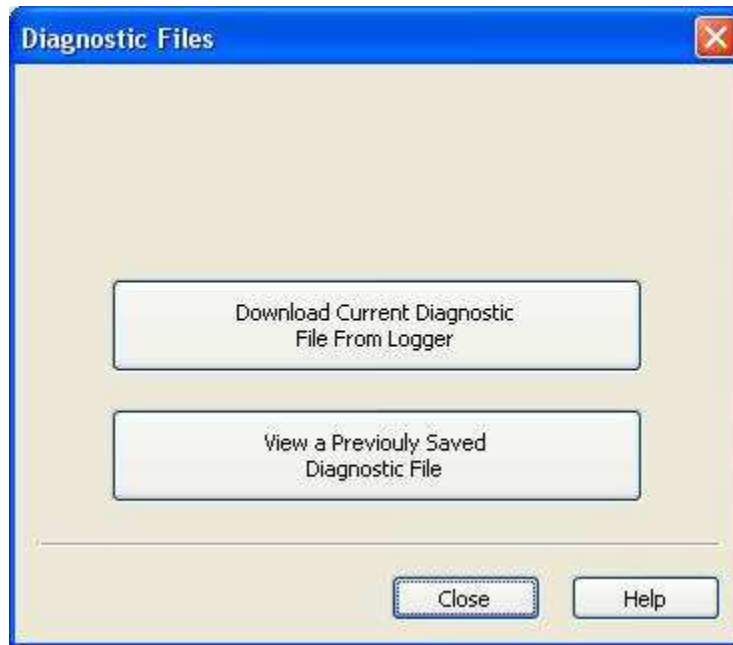 Diagnostic Files
Download Current Diagnostic
File From Logger
View a Previouly Saved
Diagnostic File
Close
Help